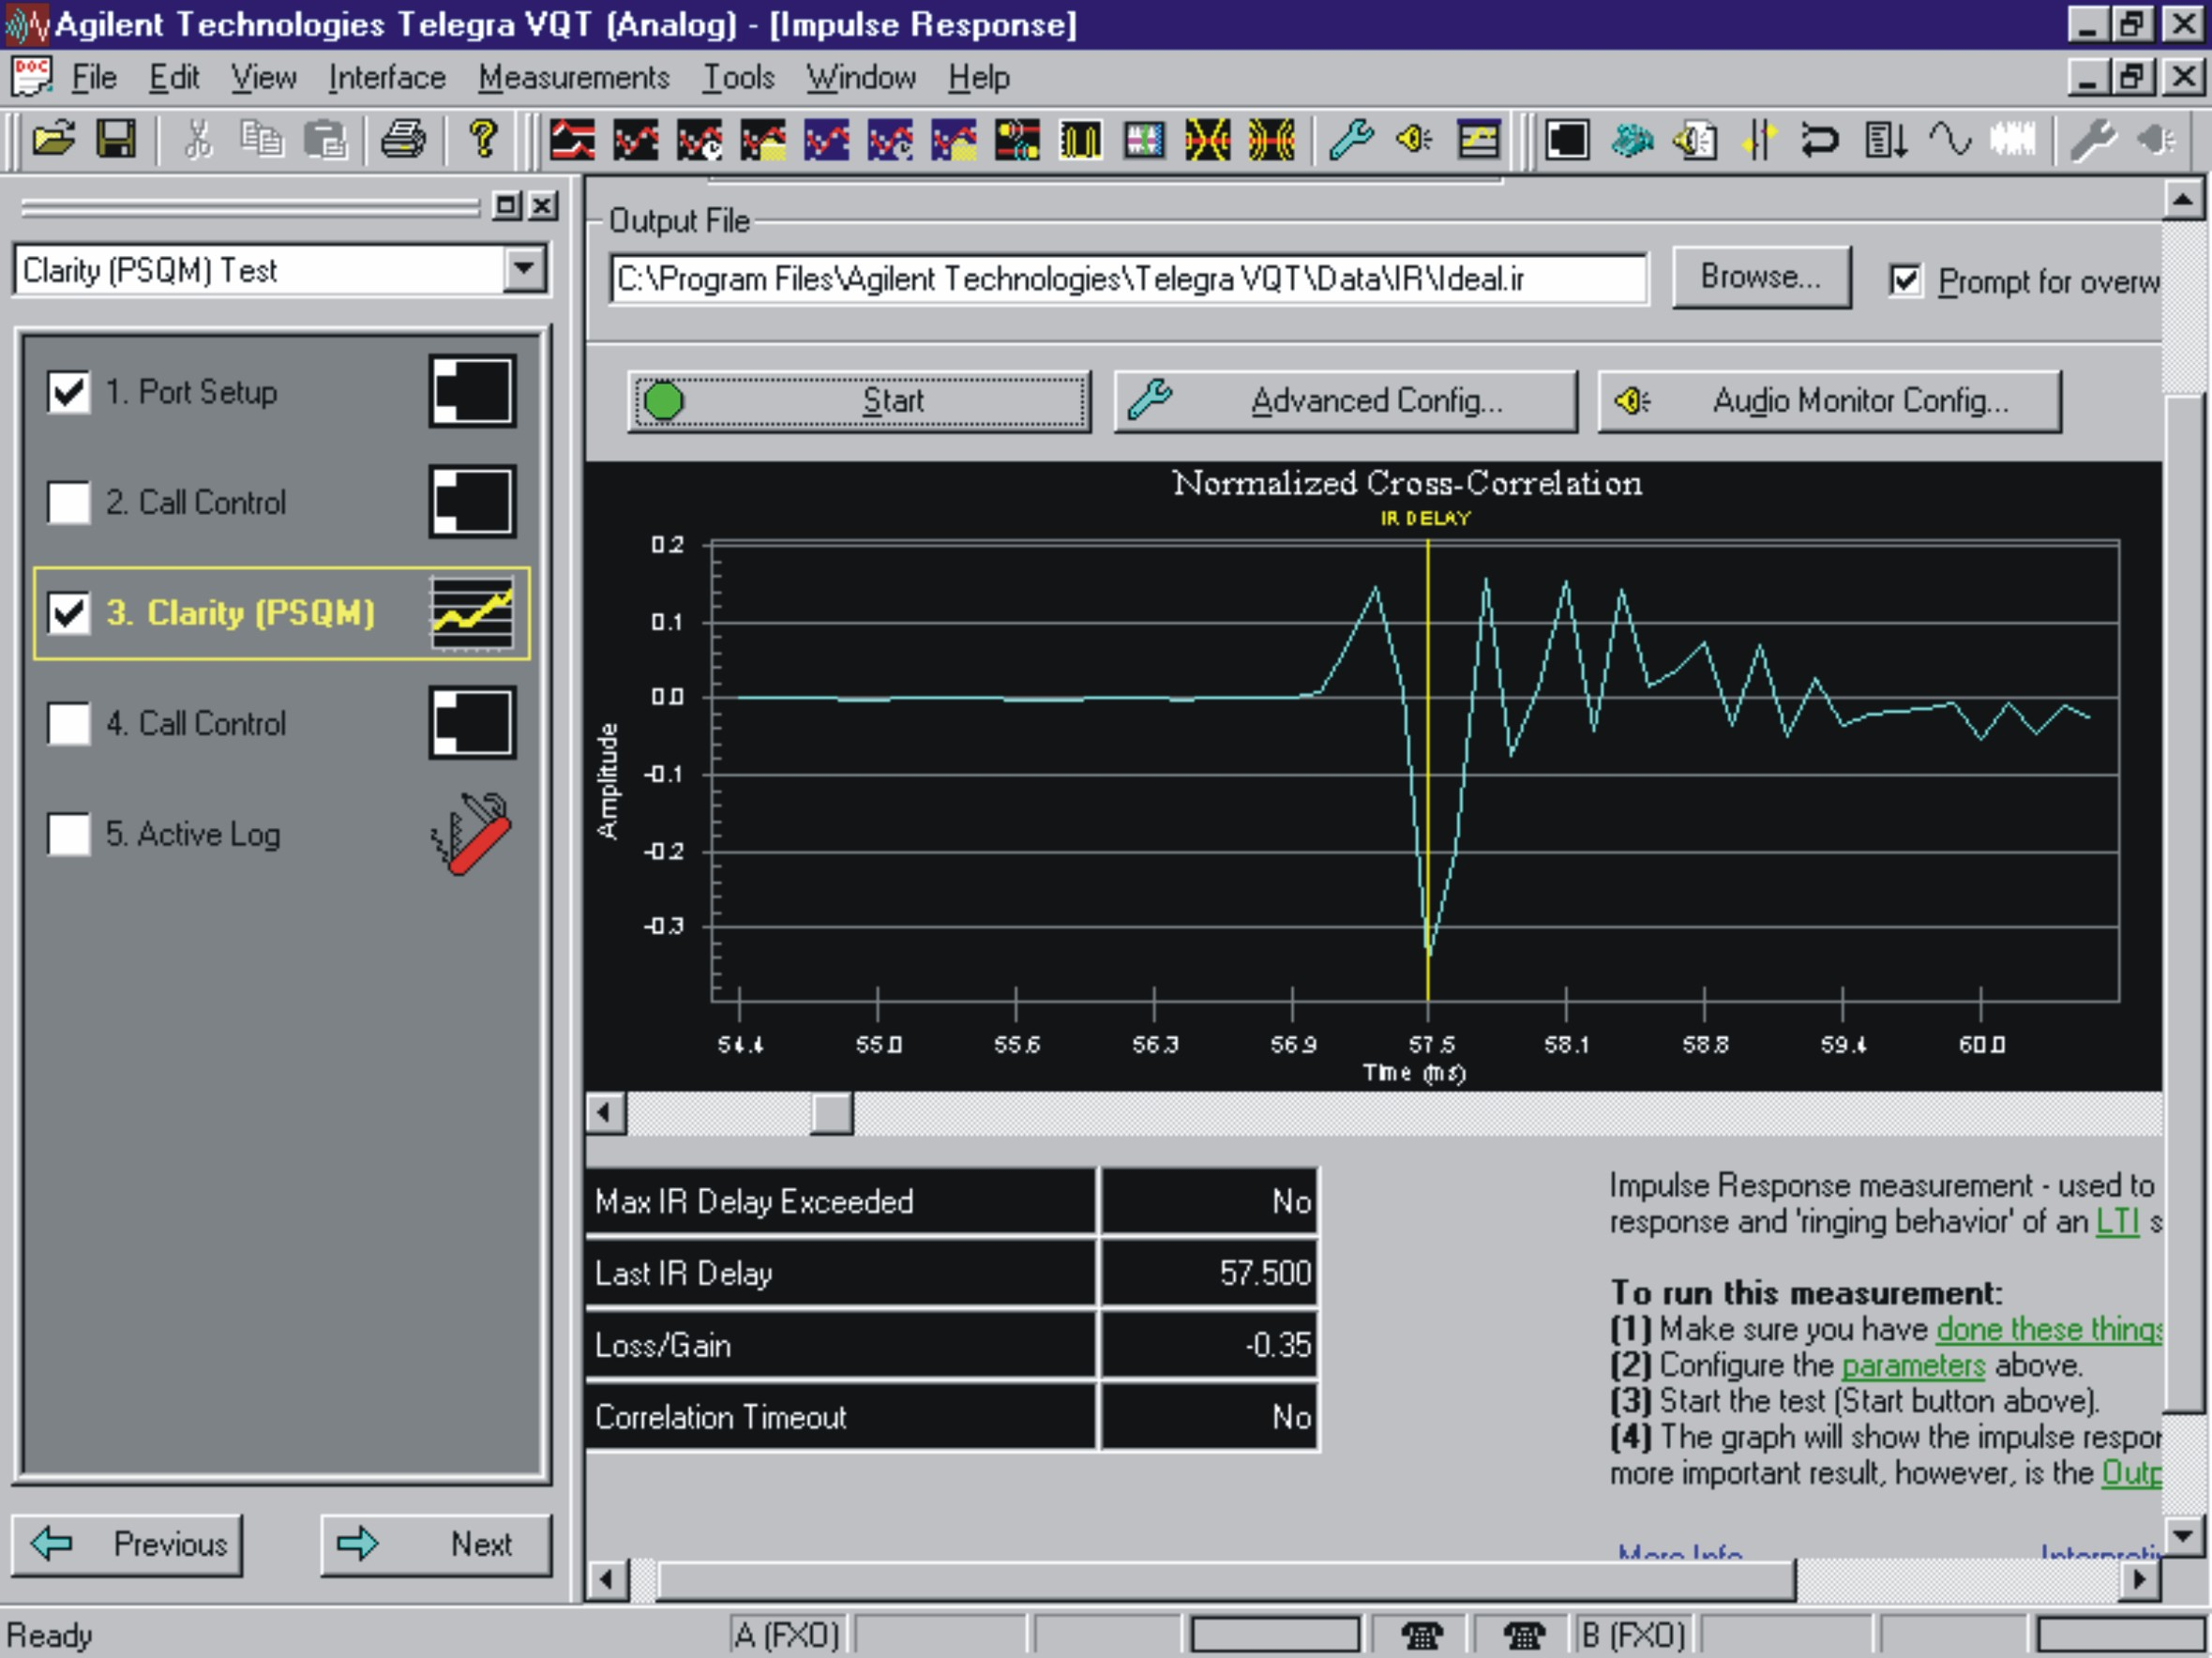 Agilent Technologies Telegra VQT (Analog) - [Impulse Response]
File Edit View Interface Measurements Tools Window Help
Clarity (PSQM) Test
1. Port Setup
2. Call Control
3. Clarity (PSQM)
4. Call Control
5. Active Log
Previous Next
Output File
C:\Program Files\Agilent Technologies\Telegra VQT\Data\IR\Ideal.ir Browse... Prompt for overw
Start Advanced Config... Audio Monitor Config...
Normalized Cross-Correlation
IR DELAY
0.2
0.1
0.0
-0.1
-0.2
-0.3
Amplitude
54.4 55.0 55.6 56.3 56.9 57.5 58.1 58.8 59.4 60.0
Time (ms)
Max IR Delay Exceeded No
Last IR Delay 57.500
Loss/Gain -0.35
Correlation Timeout No
Impulse Response measurement - used to
response and 'ringing behavior' of an LTI s
To run this measurement:
(1) Make sure you have done these things
(2) Configure the parameters above.
(3) Start the test (Start button above).
(4) The graph will show the impulse respor
more important result, however, is the Outp
More Info
Ready A (FXO) B (FXO)